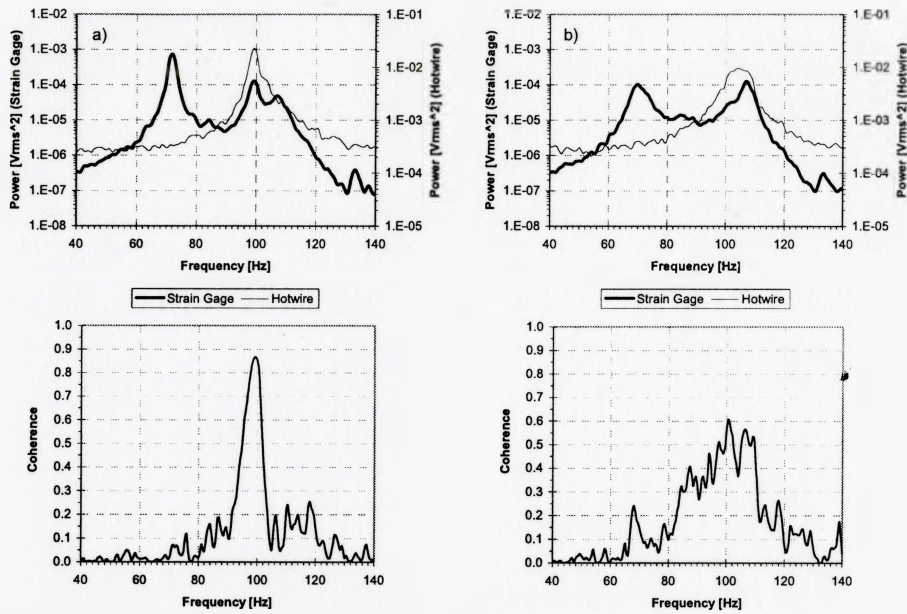 a)
Power [Vrms^2] (Strain Gage)
1.E-02
1.E-03
1.E-04
1.E-05
1.E-06
1.E-07
1.E-08
1.E-01
1.E-02
1.E-03
1.E-04
1.E-05
Power [Vrms^2] (Hotwire)
40 60 80 100 120 140
Frequency [Hz]
Strain Gage Hotwire
b)
Power [Vrms^2] (Strain Gage)
1.E-02
1.E-03
1.E-04
1.E-05
1.E-06
1.E-07
1.E-08
1.E-01
1.E-02
1.E-03
1.E-04
1.E-05
Power [Vrms^2] (Hotwire)
40 60 80 100 120 140
Frequency [Hz]
Strain Gage Hotwire
Coherence
1.0
0.9
0.8
0.7
0.6
0.5
0.4
0.3
0.2
0.1
0.0
40 60 80 100 120 140
Frequency [Hz]
Coherence
1.0
0.9
0.8
0.7
0.6
0.5
0.4
0.3
0.2
0.1
0.0
40 60 80 100 120 140
Frequency [Hz]